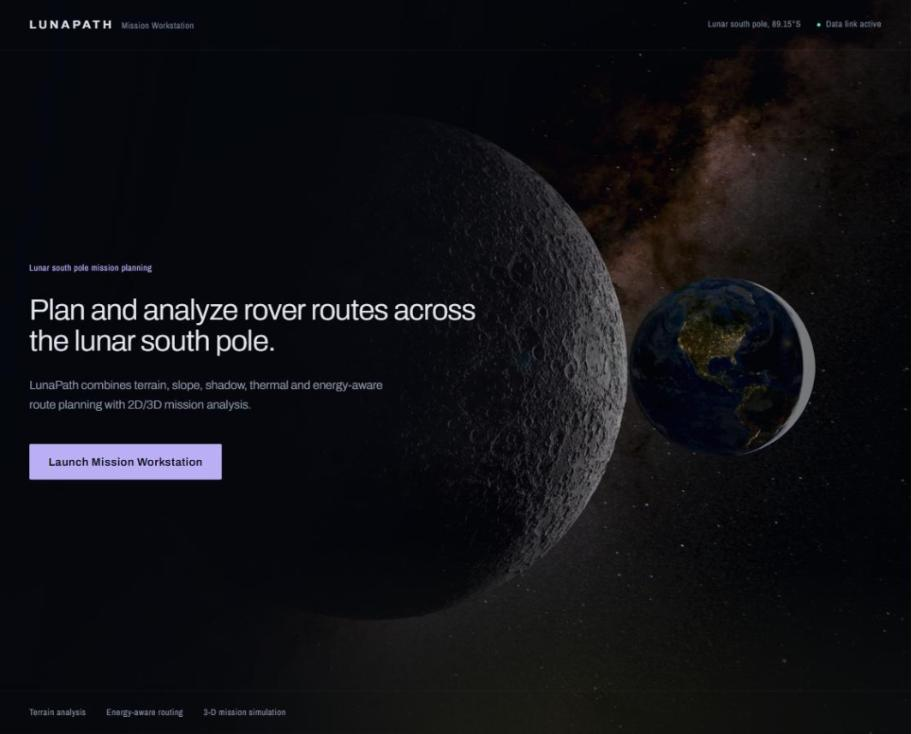 LUNAPATH Mission Workstation
Lunar south pole, 89.15°S
Data link active
Lunar south pole mission planning
Plan and analyze rover routes across
the lunar south pole.
LunaPath combines terrain, slope, shadow, thermal and energy-aware
route planning with 2D/3D mission analysis.
Launch Mission Workstation
Terrain analysis
Energy-aware routing
3-D mission simulation